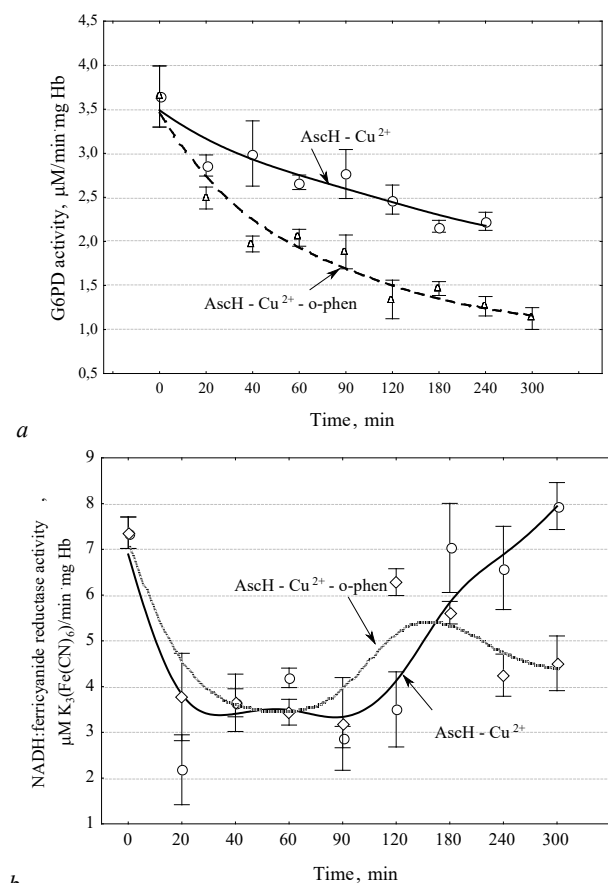 G6PD activity, μM/min·mg Hb
4,5
4,0
3,5
3,0
2,5
2,0
1,5
1,0
0,5
AscH - Cu²⁺
AscH - Cu²⁺ - o-phen
0 20 40 60 90 120 180 240 300
Time, min
a
NADH:ferricyanide reductase activity ,
μM K₃(Fe(CN)₆)/min·mg Hb
9
8
7
6
5
4
3
2
1
AscH - Cu²⁺ - o-phen
AscH - Cu²⁺
0 20 40 60 90 120 180 240 300
Time, min
b